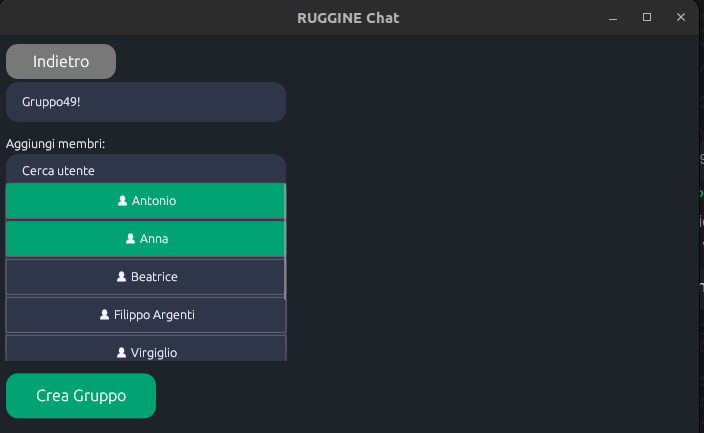 RUGGINE Chat
Indietro
Gruppo49!
Aggiungi membri:
Cerca utente
Antonio
Anna
Beatrice
Filippo Argenti
Virgiglio
Crea Gruppo